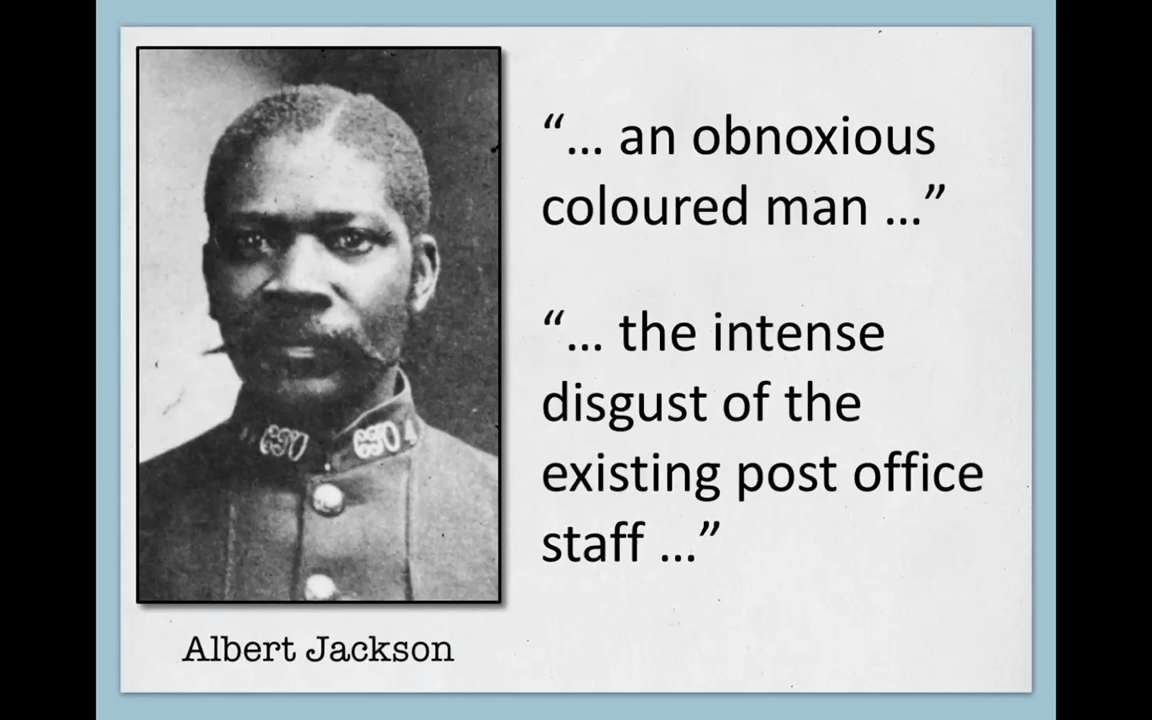 “... an obnoxious
coloured man ...”
“... the intense
disgust of the
existing post office
staff ...”
Albert Jackson